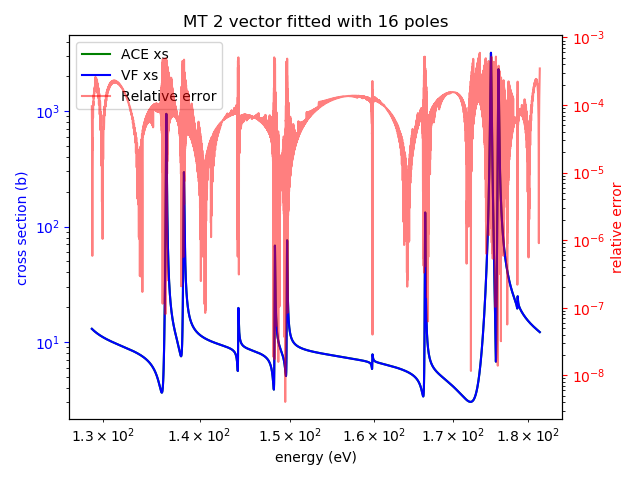 MT 2 vector fitted with 16 poles
ACE xs
VF xs
Relative error
cross section (b)
10³
10²
10¹
10⁻³
10⁻⁴
10⁻⁵
10⁻⁶
10⁻⁷
10⁻⁸
relative error
1.3 × 10² 1.4 × 10² 1.5 × 10² 1.6 × 10² 1.7 × 10² 1.8 × 10²
energy (eV)